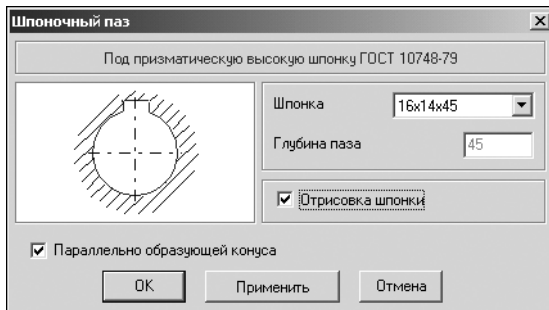 Шпоночный паз
Под призматическую высокую шпонку ГОСТ 10748-79
Шпонка 16x14x45
Глубина паза 45
Отрисовка шпонки
Параллельно образующей конуса
OK Применить Отмена